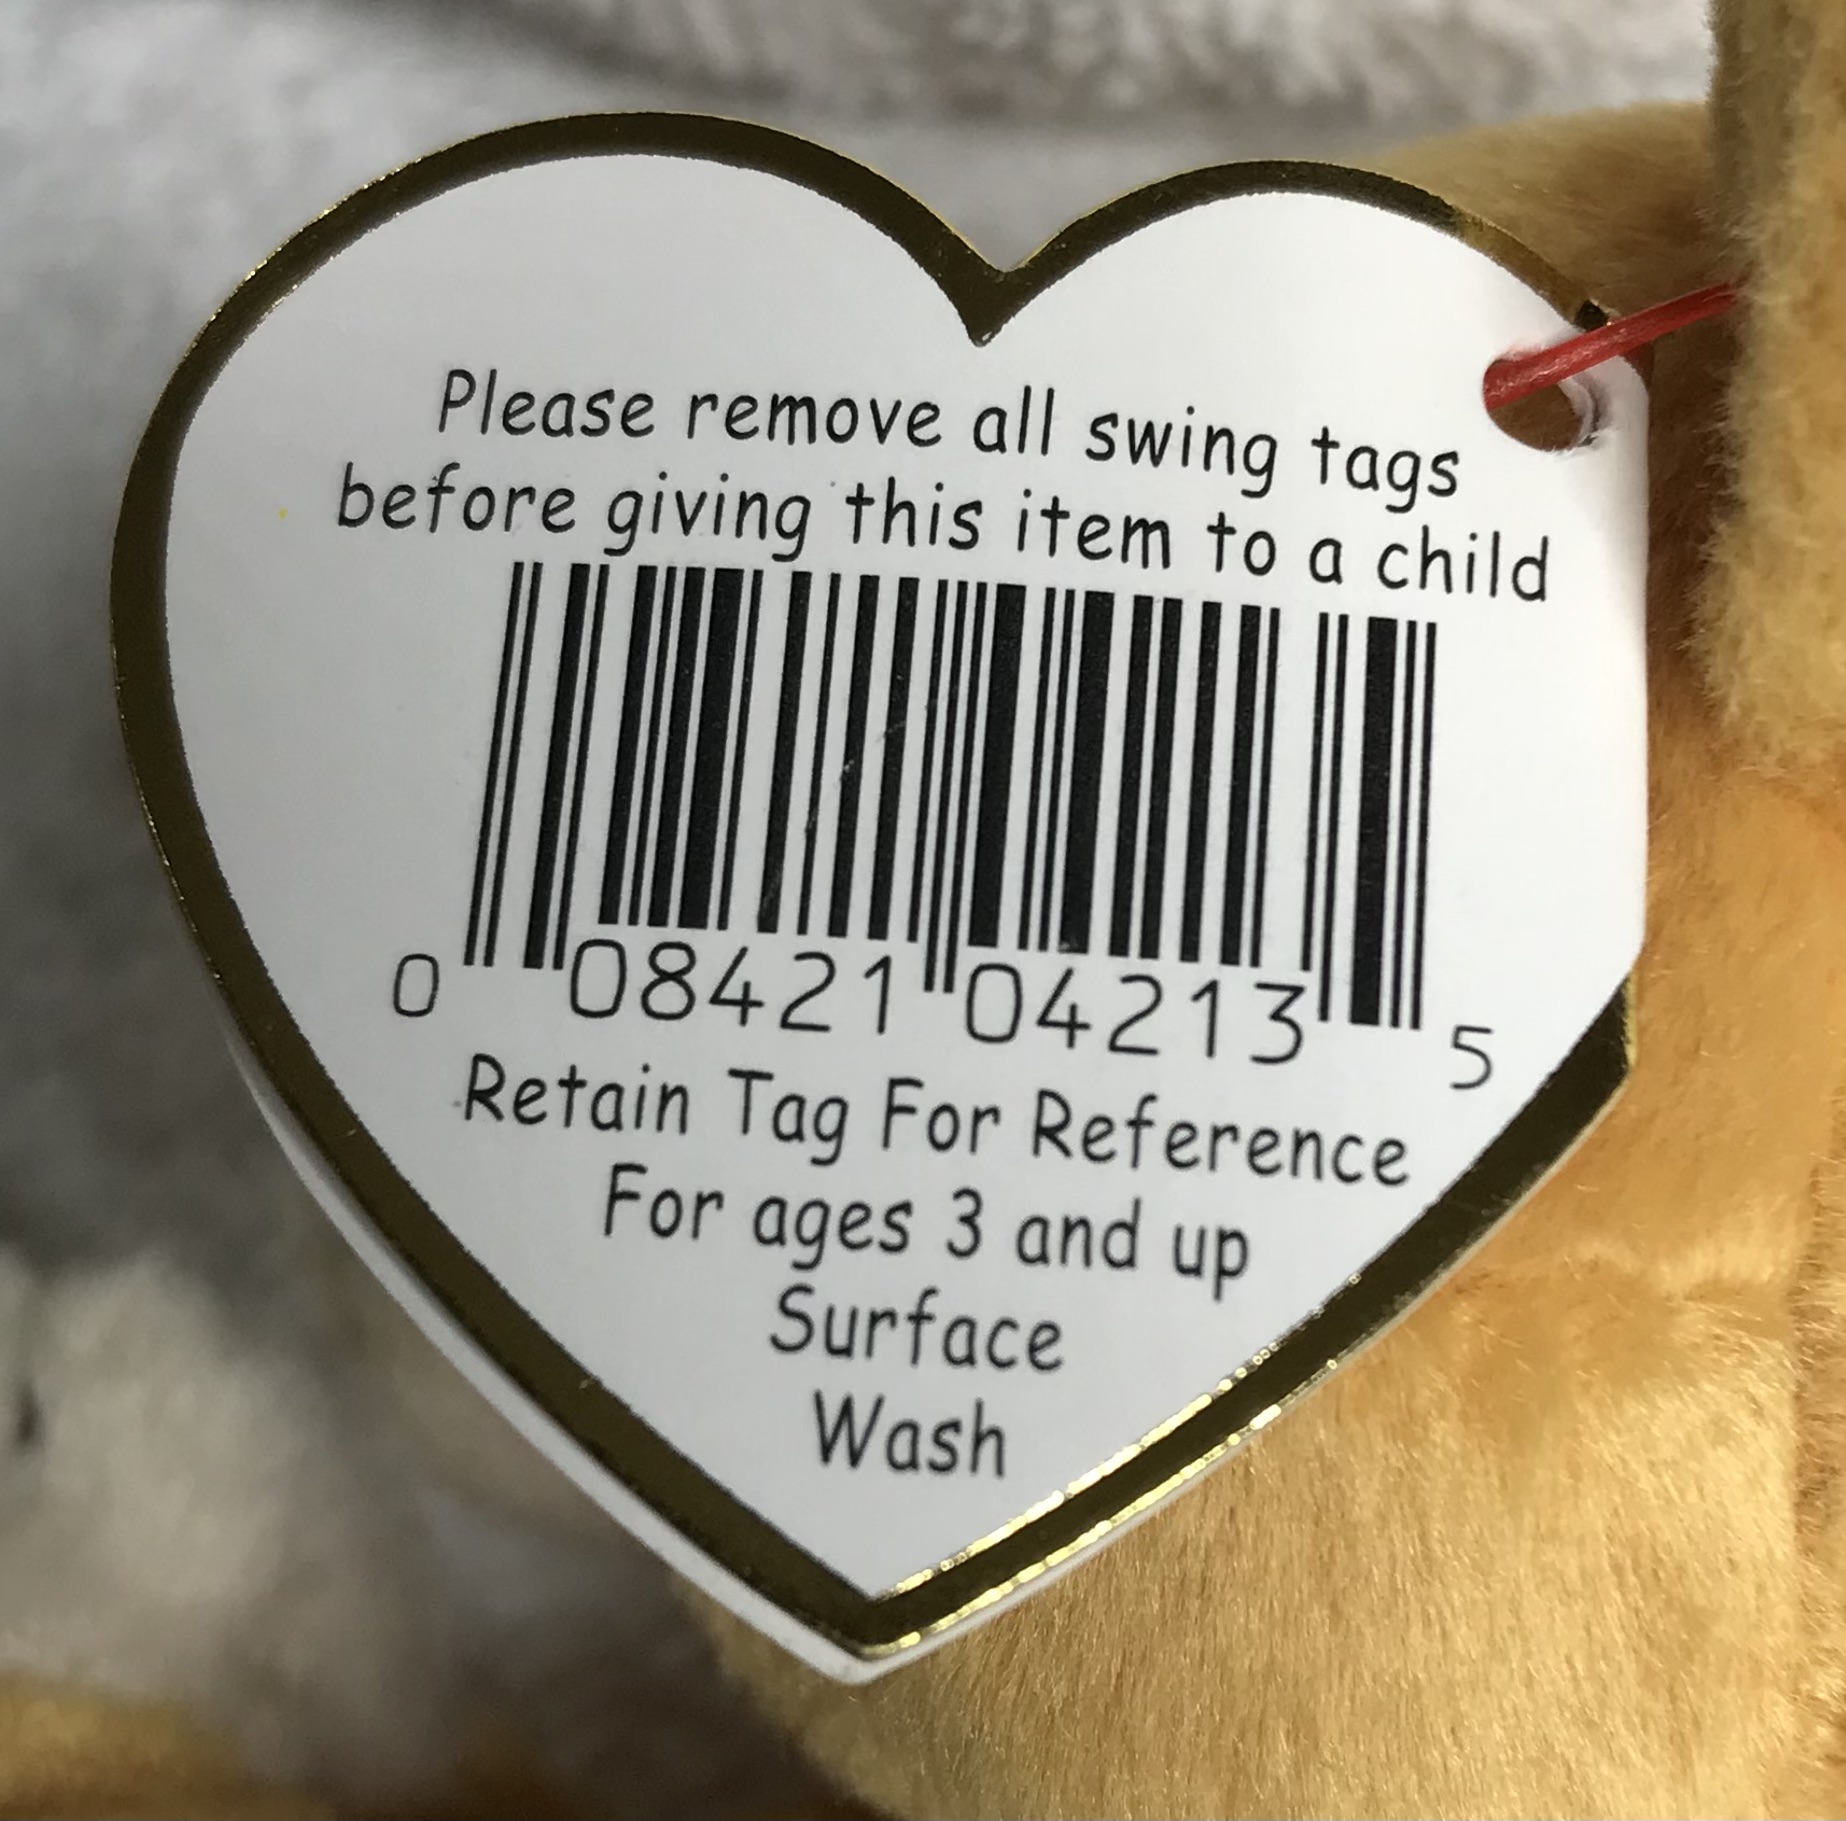 Please remove all swing tags
before giving this item to a child
0 08421 04213 5
Retain Tag For Reference
For ages 3 and up
Surface
Wash